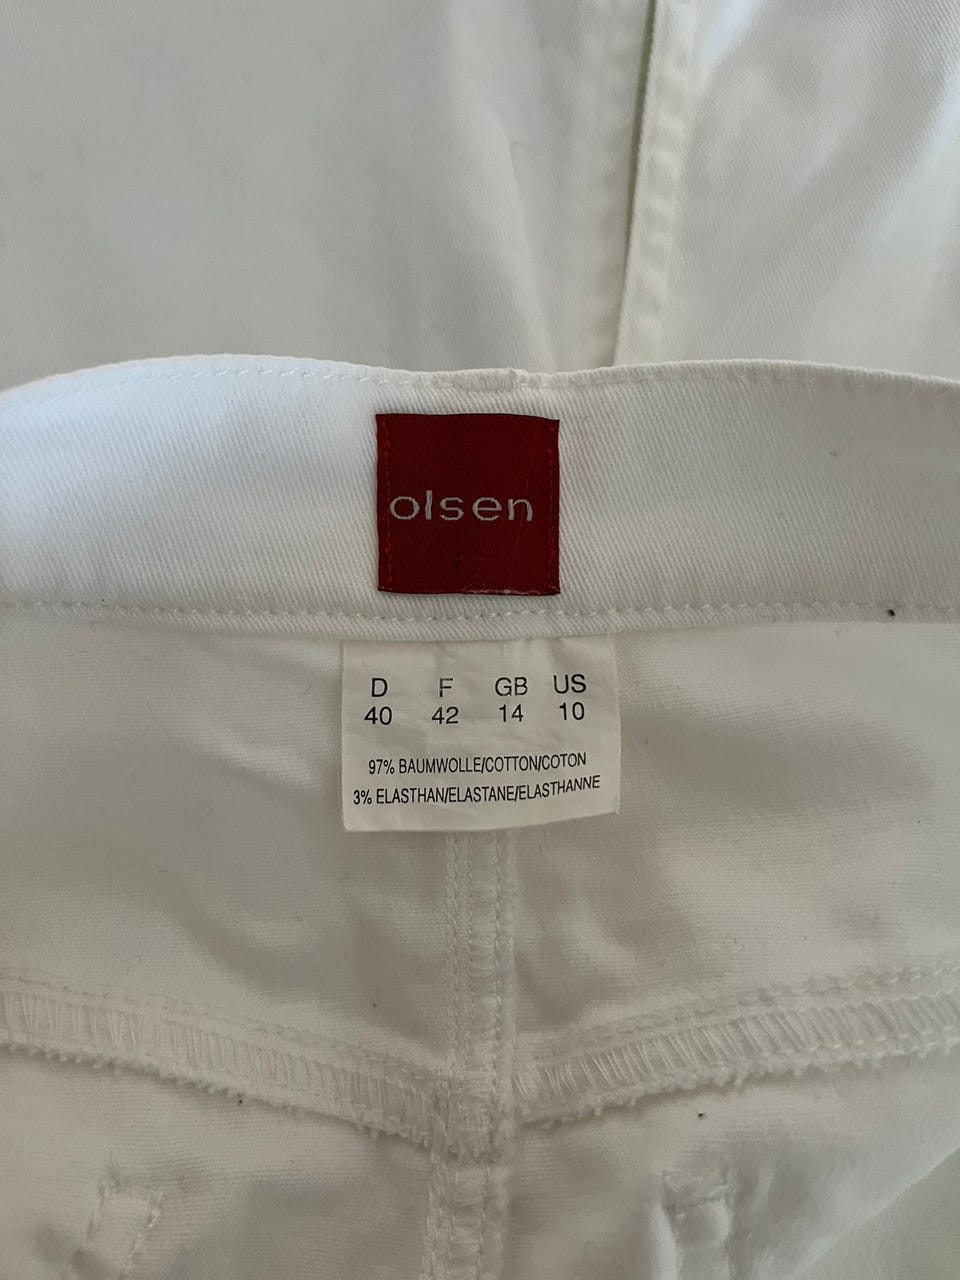 olsen
D F GB US
40 42 14 10
97% BAUMWOLLE/COTTON/COTON
3% ELASTHAN/ELASTANE/ELASTHANNE